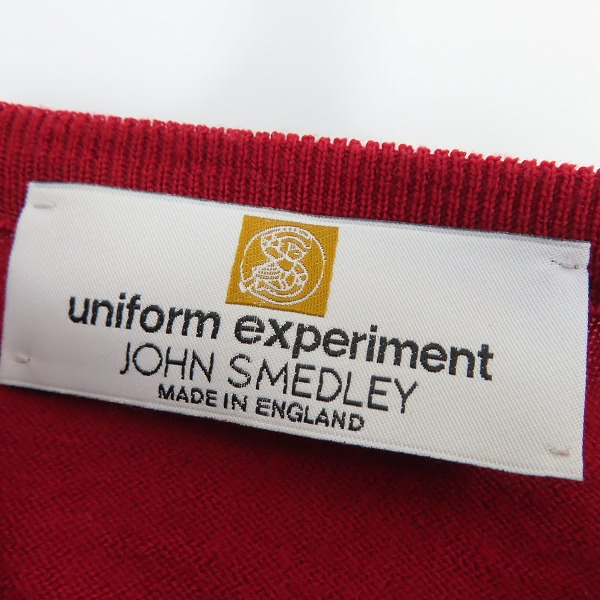 uniform experiment
JOHN SMEDLEY
MADE IN ENGLAND